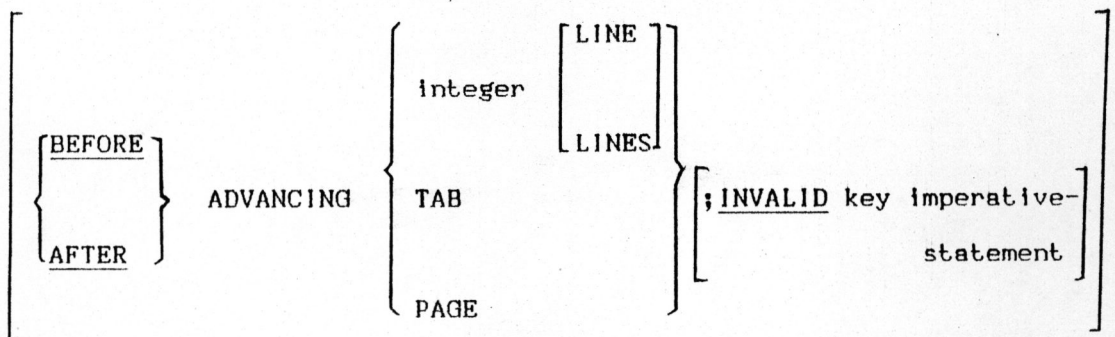 LINE
integer
LINES
BEFORE
AFTER
ADVANCING
TAB
PAGE
;INVALID key imperative-
statement